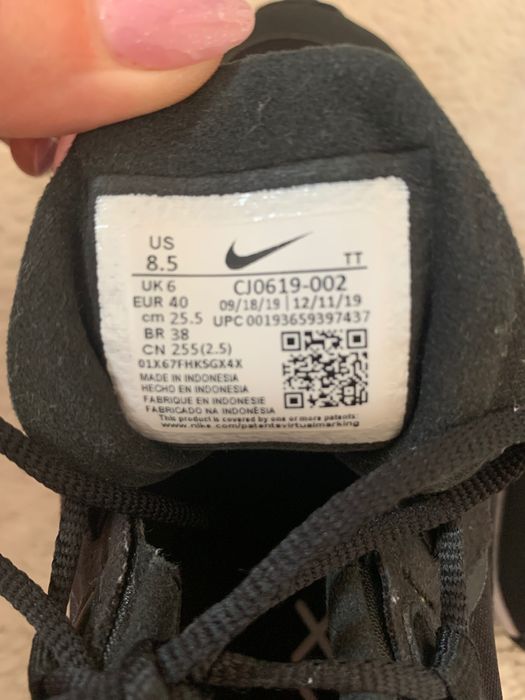 US
8.5
TT
UK 6
CJ0619-002
EUR 40
09/18/19 | 12/11/19
cm 25.5
UPC 00193659397437
BR 38
CN 255(2.5)
01X67FHKSGX4X
MADE IN INDONESIA
HECHO EN INDONESIA
FABRIQUE EN INDONESIE
FABRICADO NA INDONESIA
This product is covered by one or more patents:
www.nike.com/patentsvirtualmarking